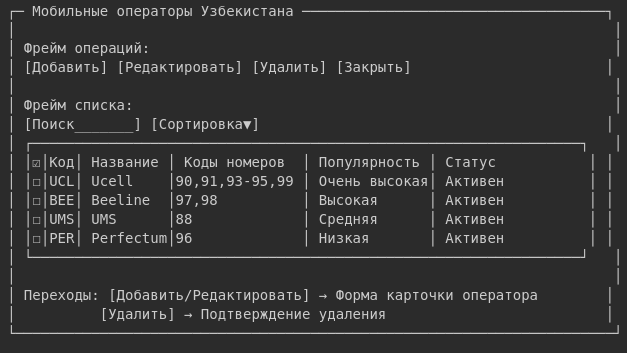 Мобильные операторы Узбекистана
Фрейм операций:
[Добавить] [Редактировать] [Удалить] [Закрыть]
Фрейм списка:
[Поиск_______] [Сортировка▼]
│☑│Код│ Название │ Коды номеров │ Популярность │ Статус │
│☐│UCL│ Ucell │90,91,93-95,99 │ Очень высокая│ Активен │
│☐│BEE│ Beeline │97,98 │ Высокая │ Активен │
│☐│UMS│ UMS │88 │ Средняя │ Активен │
│☐│PER│ Perfectum│96 │ Низкая │ Активен │
Переходы: [Добавить/Редактировать] → Форма карточки оператора
[Удалить] → Подтверждение удаления